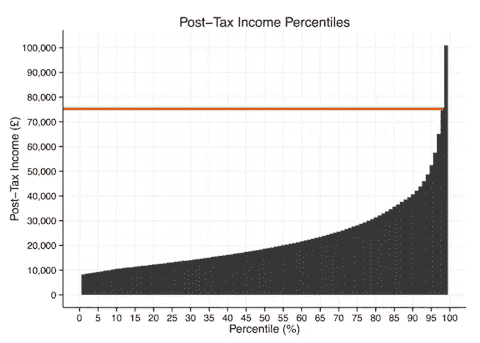 Post−Tax Income Percentiles
Post−Tax Income (£)
100,000
90,000
80,000
70,000
60,000
50,000
40,000
30,000
20,000
10,000
0
0 5 10 15 20 25 30 35 40 45 50 55 60 65 70 75 80 85 90 95 100
Percentile (%)